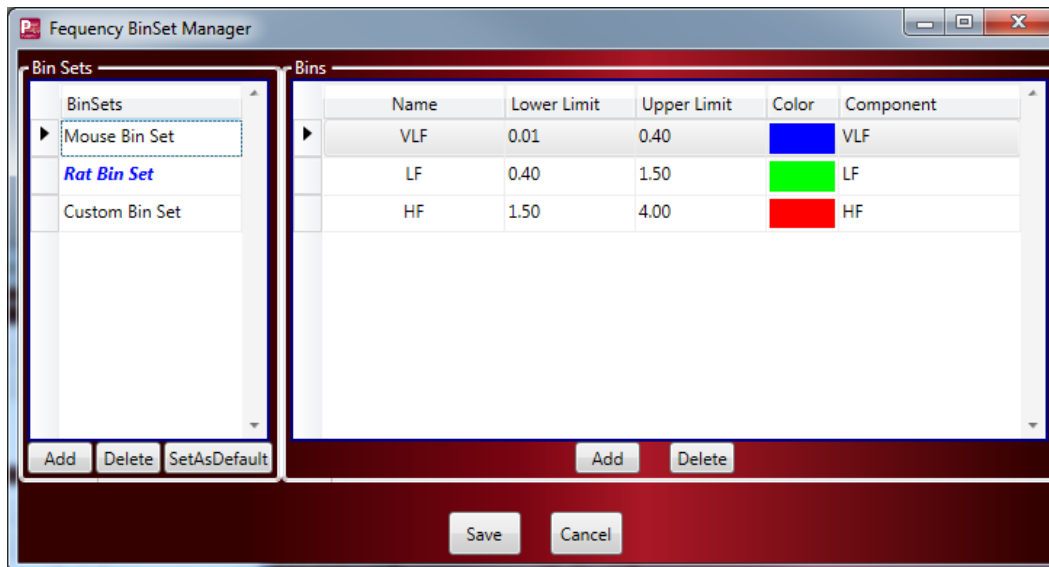 Fequency BinSet Manager
Bin Sets
BinSets
Mouse Bin Set
Rat Bin Set
Custom Bin Set
Add Delete SetAsDefault
Bins
Name Lower Limit Upper Limit Color Component
VLF 0.01 0.40 VLF
LF 0.40 1.50 LF
HF 1.50 4.00 HF
Add Delete
Save Cancel